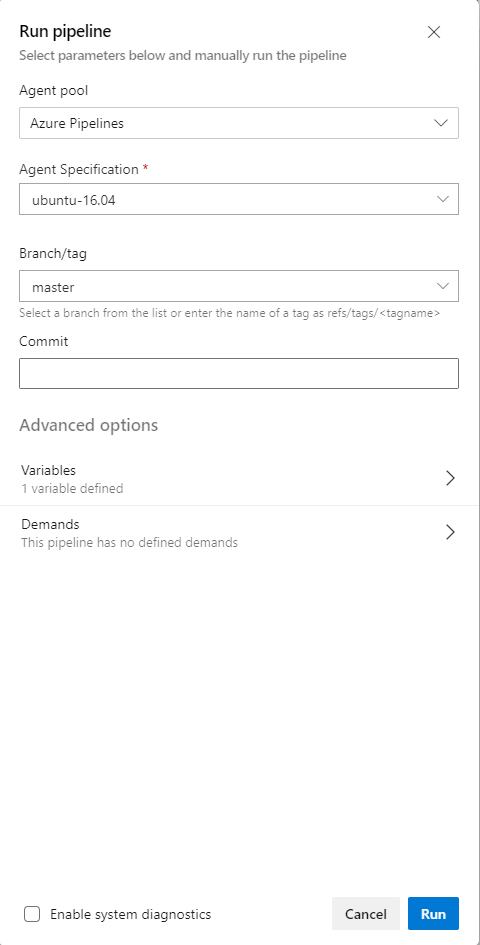 Run pipeline
Select parameters below and manually run the pipeline
Agent pool
Azure Pipelines
Agent Specification *
ubuntu-16.04
Branch/tag
master
Select a branch from the list or enter the name of a tag as refs/tags/<tagname>
Commit
Advanced options
Variables
1 variable defined
Demands
This pipeline has no defined demands
Enable system diagnostics
Cancel
Run